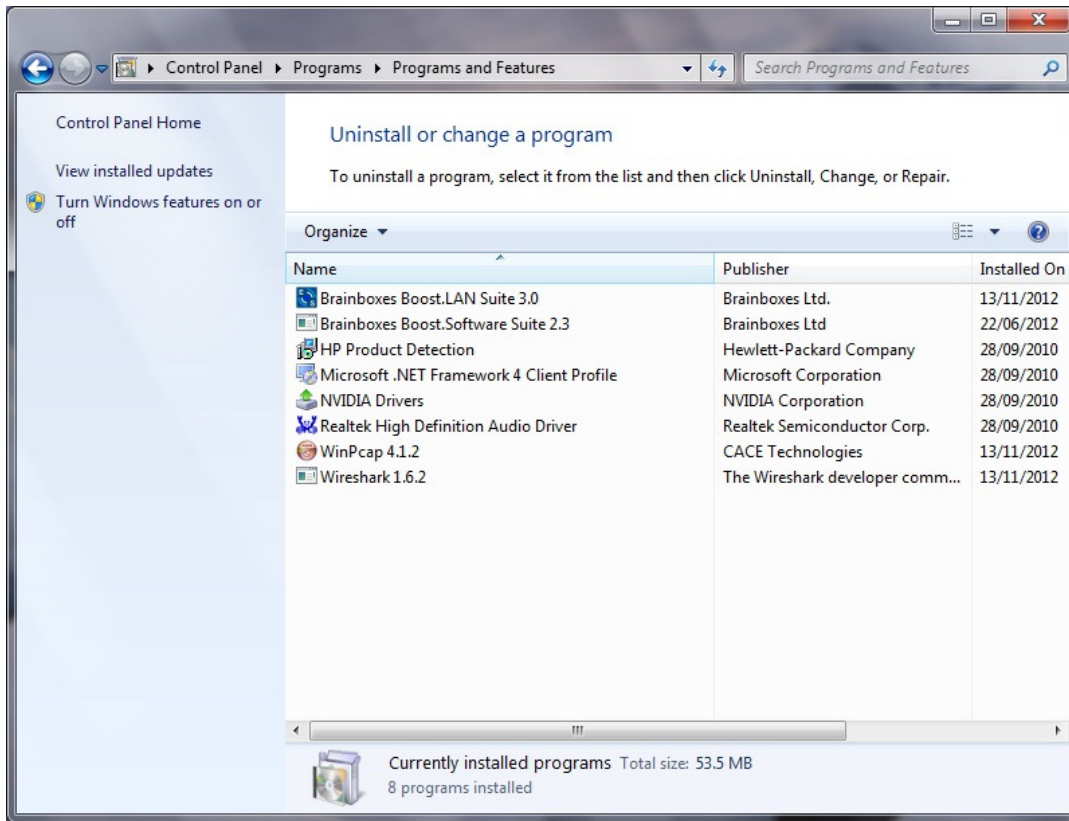 Control Panel Programs Programs and Features Search Programs and Features
Control Panel Home
View installed updates
Turn Windows features on or
off
Uninstall or change a program
To uninstall a program, select it from the list and then click Uninstall, Change, or Repair.
Organize
Name Publisher Installed On
Brainboxes Boost.LAN Suite 3.0 Brainboxes Ltd. 13/11/2012
Brainboxes Boost.Software Suite 2.3 Brainboxes Ltd 22/06/2012
HP Product Detection Hewlett-Packard Company 28/09/2010
Microsoft .NET Framework 4 Client Profile Microsoft Corporation 28/09/2010
NVIDIA Drivers NVIDIA Corporation 28/09/2010
Realtek High Definition Audio Driver Realtek Semiconductor Corp. 28/09/2010
WinPcap 4.1.2 CACE Technologies 13/11/2012
Wireshark 1.6.2 The Wireshark developer comm... 13/11/2012
Currently installed programs Total size: 53.5 MB
8 programs installed